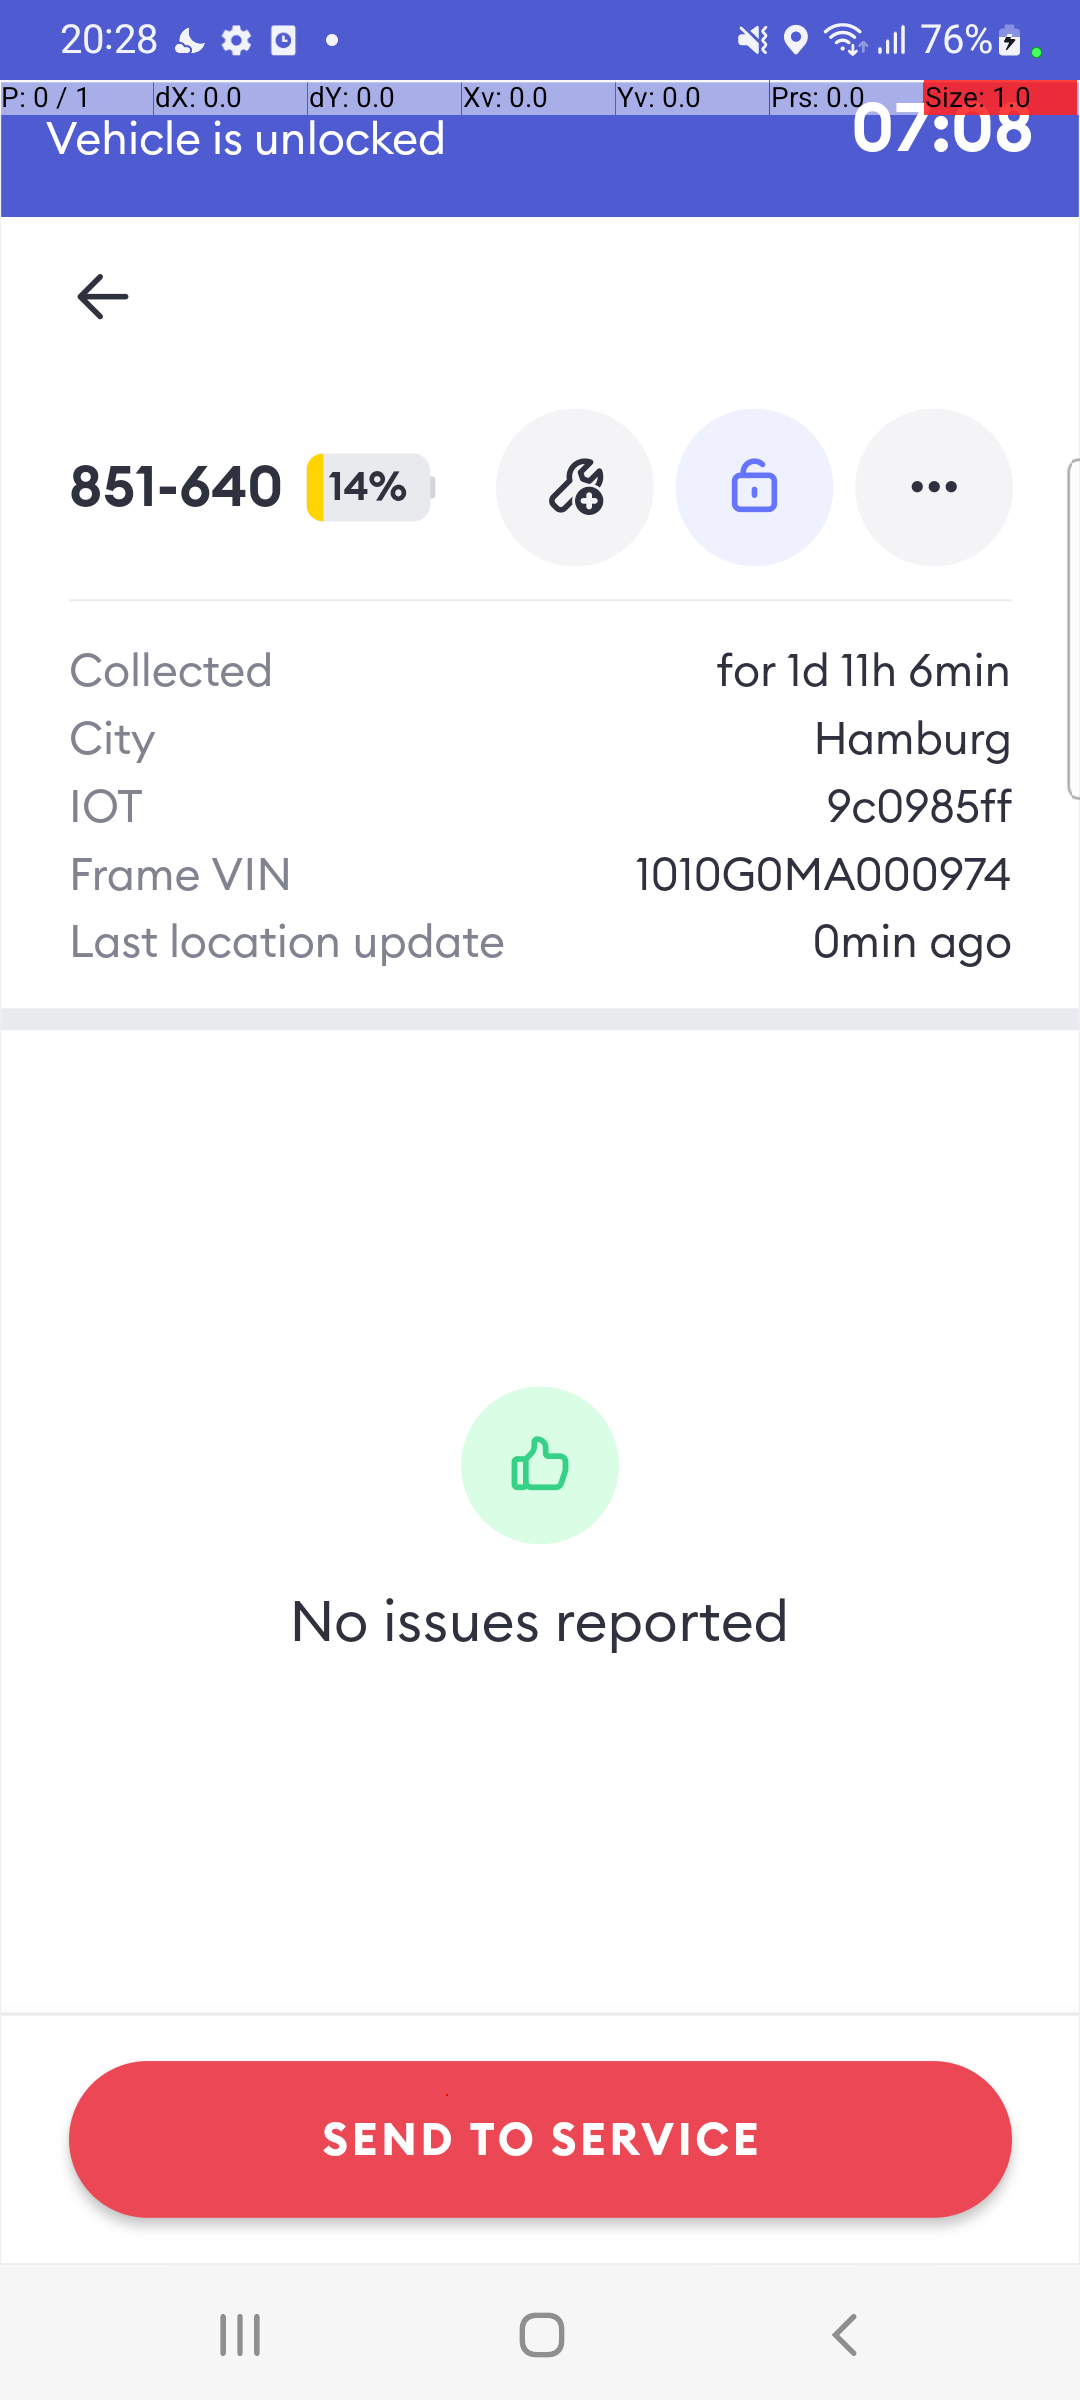 20:28 76%
P: 0 / 1 dX: 0.0 dY: 0.0 Xv: 0.0 Yv: 0.0 Prs: 0.0 Size: 1.0
Vehicle is unlocked 07:08
851-640 14%
Collected for 1d 11h 6min
City Hamburg
IOT 9c0985ff
Frame VIN 1010G0MA000974
Last location update 0min ago
No issues reported
SEND TO SERVICE